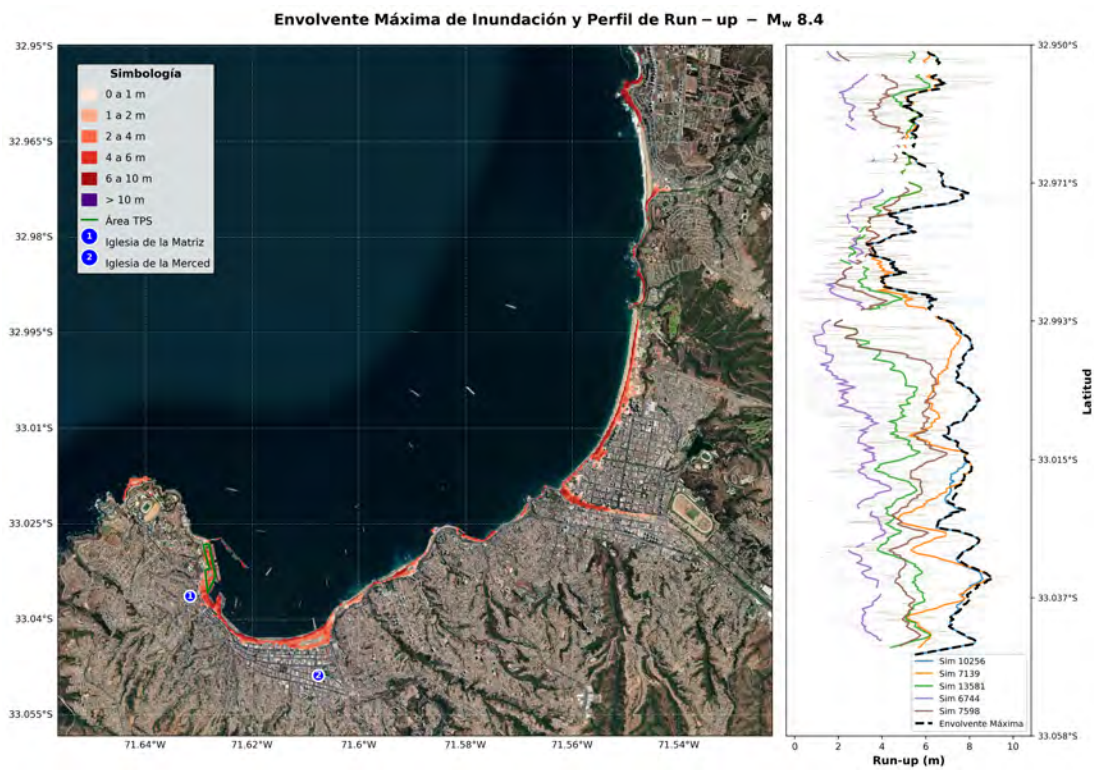 Envolvente Máxima de Inundación y Perfil de Run – up – Mw 8.4
32.95°S
32.965°S
32.98°S
32.995°S
33.01°S
33.025°S
33.04°S
33.055°S
Simbología
0 a 1 m
1 a 2 m
2 a 4 m
4 a 6 m
6 a 10 m
> 10 m
Área TPS
1 Iglesia de la Matriz
2 Iglesia de la Merced
1
2
71.64°W 71.62°W 71.6°W 71.58°W 71.56°W 71.54°W
32.950°S
32.971°S
32.993°S
33.015°S
33.037°S
33.058°S
Latitud
Sim 10256
Sim 7139
Sim 13581
Sim 6744
Sim 7598
Envolvente Máxima
0 2 4 6 8 10
Run-up (m)